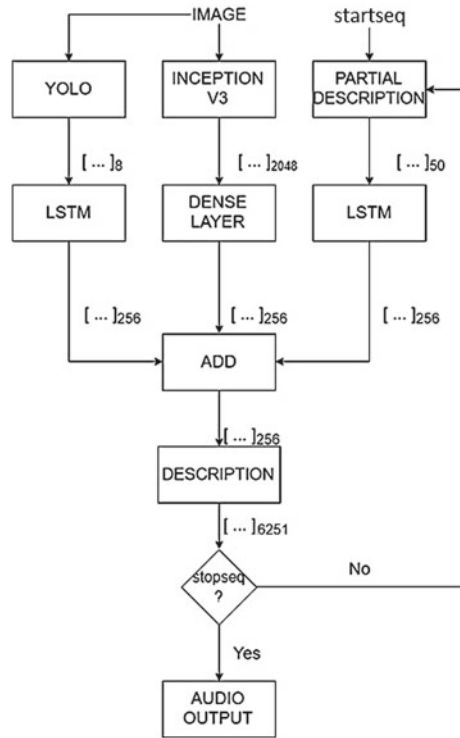 IMAGE
startseq
YOLO
INCEPTION
V3
PARTIAL
DESCRIPTION
[ ... ]8
[ ... ]2048
[ ... ]50
LSTM
DENSE
LAYER
LSTM
[ ... ]256
[ ... ]256
[ ... ]256
ADD
[ ... ]256
DESCRIPTION
[ ... ]6251
stopseq
?
No
Yes
AUDIO
OUTPUT